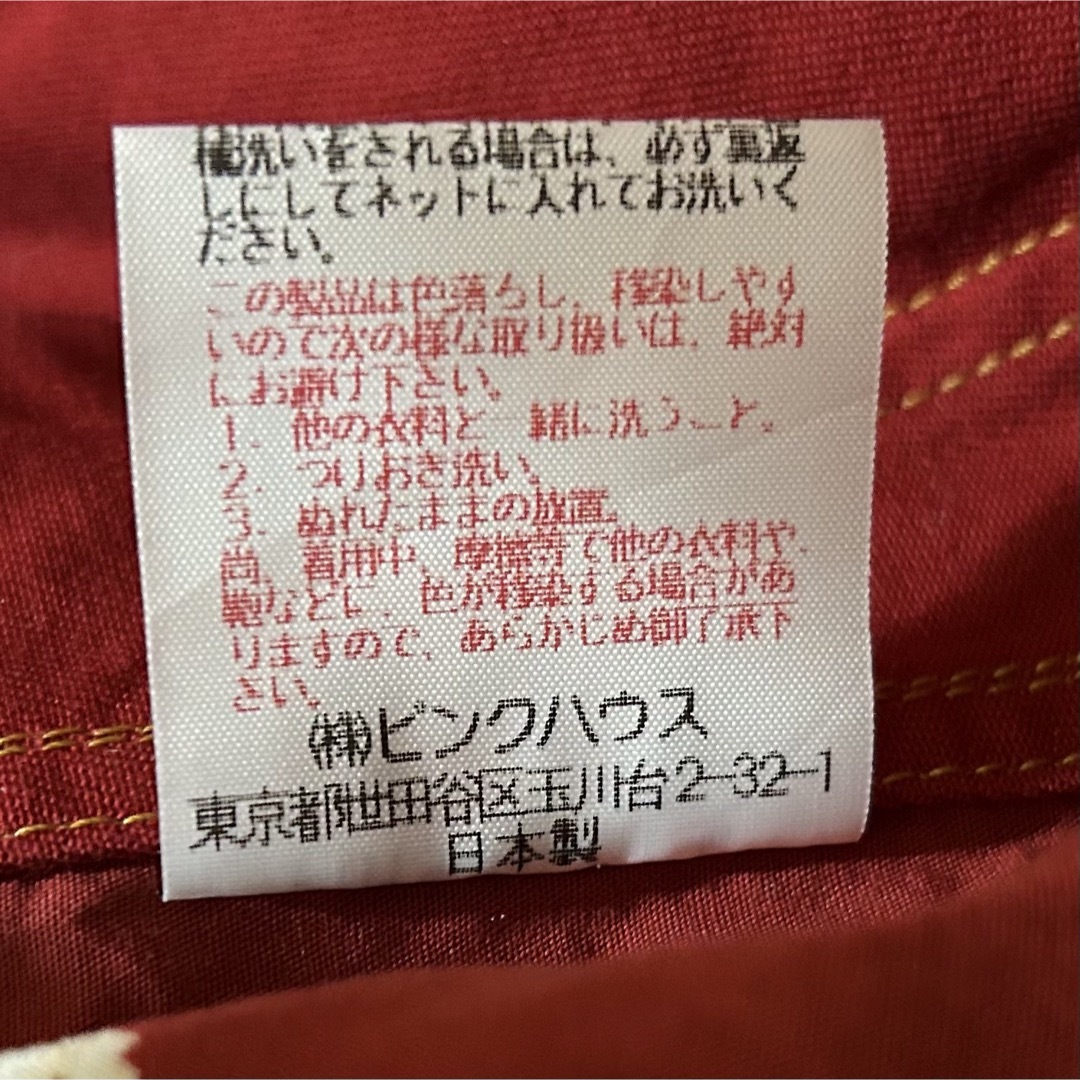 機洗いをされる場合は、必ず裏返
しにしてネットに入れてお洗いく
ださい。
この製品は色落ちし、移染しやす
いので次の様な取り扱いは、絶対
にお避け下さい。
1. 他の衣料と一緒に洗うこと。
2. つけおき洗い。
3. ぬれたままの放置。
尚、着用中、摩擦等で他の衣料や、
鞄などに、色が移染する場合があ
りますので、あらかじめ御了承下
さい。
㈱ピンクハウス
東京都世田谷区玉川台2-32-1
日本製